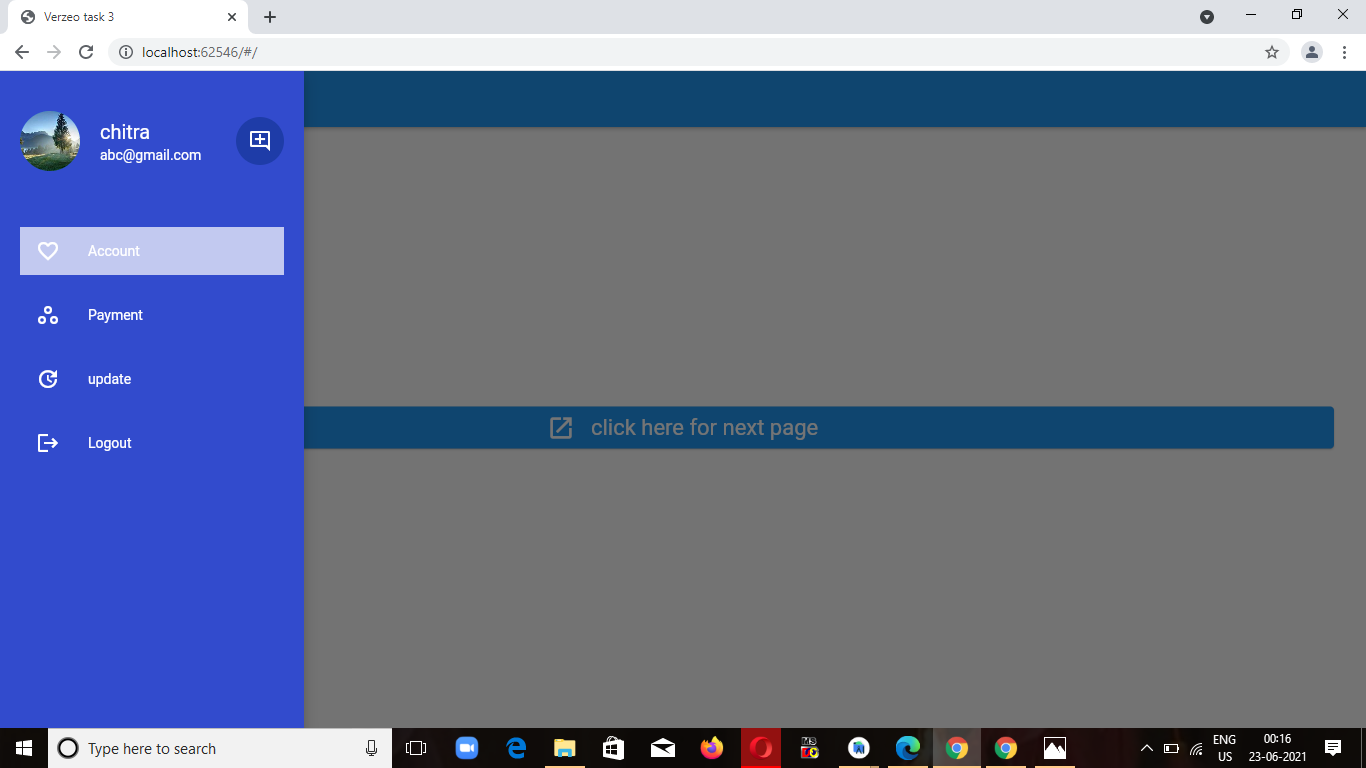 Verzeo task 3
localhost:62546/#/
chitra
abc@gmail.com
Account
Payment
update
Logout
click here for next page
Type here to search
MS
ENG
US
00:16
23-06-2021